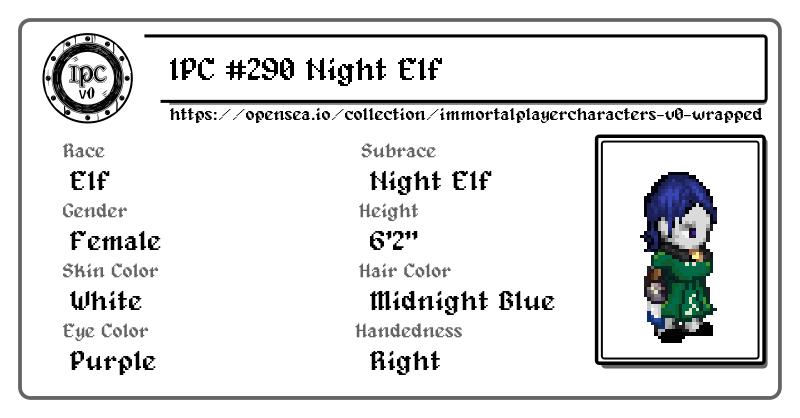 IPC v0
IPC #290 Night Elf
https://opensea.io/collection/immortalplayercharacters-v0-wrapped
Race
Elf
Subrace
Night Elf
Gender
Female
Height
6'2"
Skin Color
White
Hair Color
Midnight Blue
Eye Color
Purple
Handedness
Right